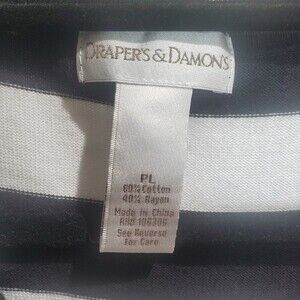 DRAPER'S & DAMON'S
PL
60% Cotton
40% Rayon
Made in China
See Reverse
For Care